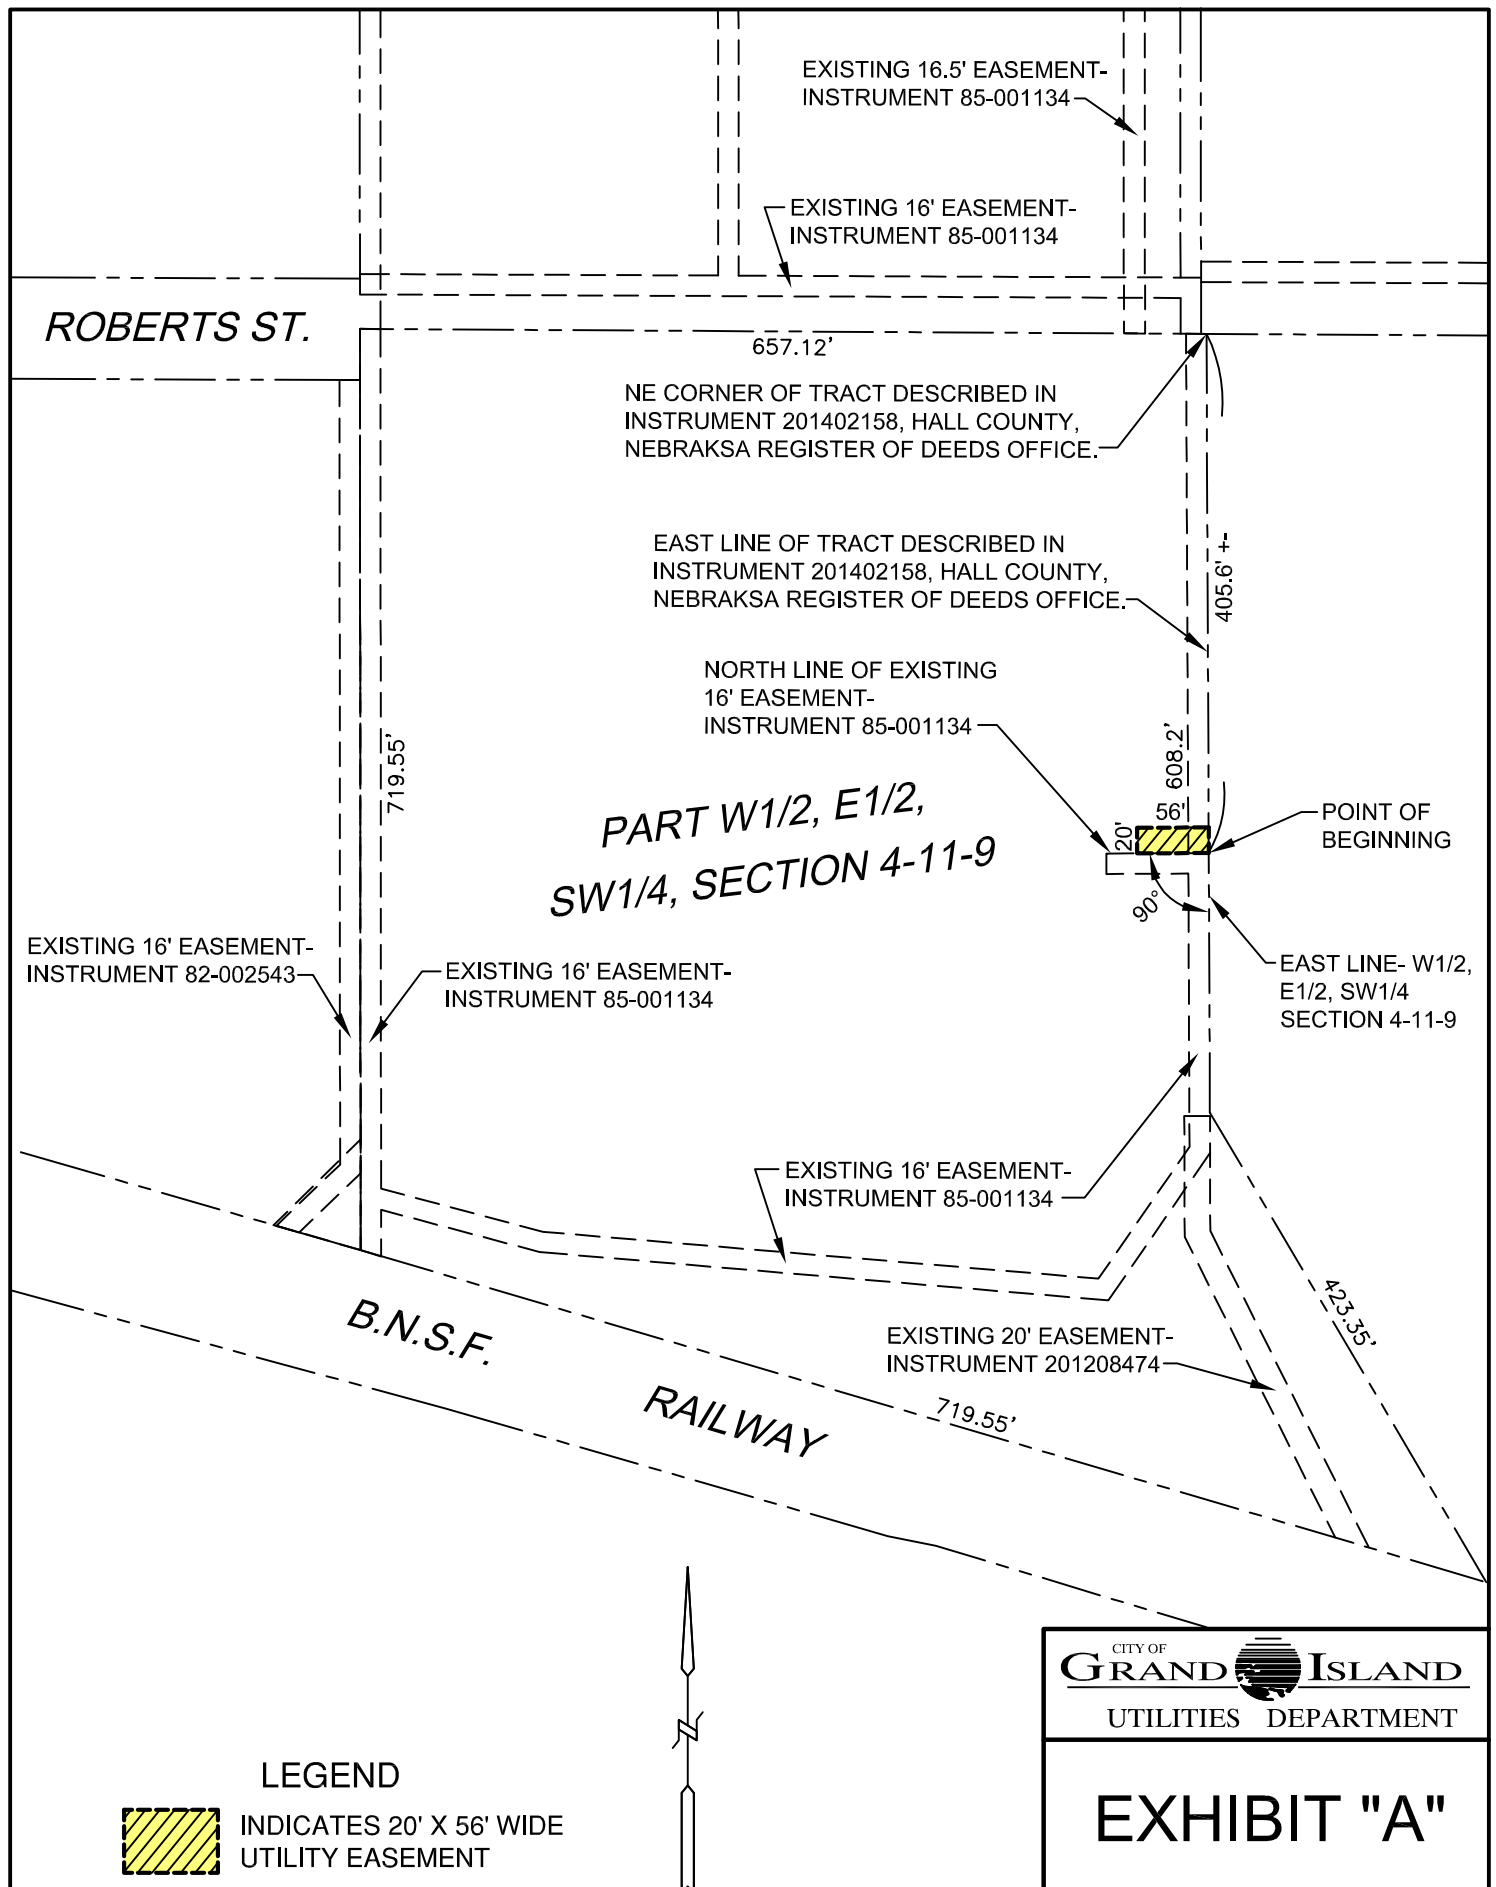 EXISTING 16.5' EASEMENT-
INSTRUMENT 85-001134
EXISTING 16' EASEMENT-
INSTRUMENT 85-001134
ROBERTS ST.
657.12'
NE CORNER OF TRACT DESCRIBED IN
INSTRUMENT 201402158, HALL COUNTY,
NEBRAKSA REGISTER OF DEEDS OFFICE.
EAST LINE OF TRACT DESCRIBED IN
INSTRUMENT 201402158, HALL COUNTY,
NEBRAKSA REGISTER OF DEEDS OFFICE.
405.6' +-
NORTH LINE OF EXISTING
16' EASEMENT-
INSTRUMENT 85-001134
719.55'
608.2'
PART W1/2, E1/2,
SW1/4, SECTION 4-11-9
56'
20'
POINT OF
BEGINNING
90°
EXISTING 16' EASEMENT-
INSTRUMENT 82-002543
EXISTING 16' EASEMENT-
INSTRUMENT 85-001134
EAST LINE- W1/2,
E1/2, SW1/4
SECTION 4-11-9
EXISTING 16' EASEMENT-
INSTRUMENT 85-001134
423.35'
B.N.S.F.
RAILWAY
EXISTING 20' EASEMENT-
INSTRUMENT 201208474
719.55'
N
CITY OF
GRAND ISLAND
UTILITIES DEPARTMENT
LEGEND
INDICATES 20' X 56' WIDE
UTILITY EASEMENT
EXHIBIT "A"